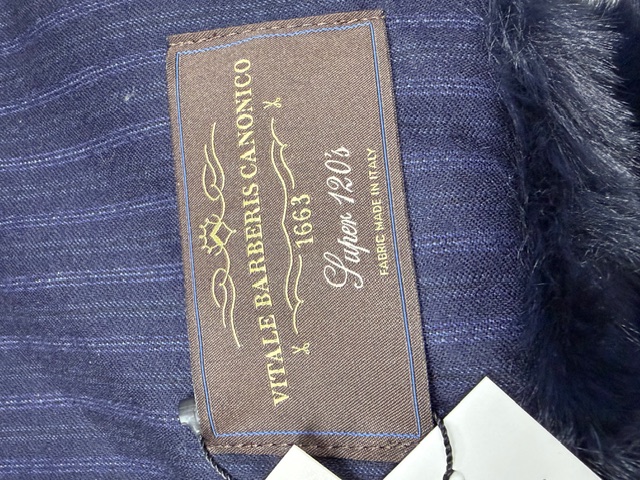 VITALE BARBERIS CANONICO
1663
Super 120's
FABRIC MADE IN ITALY